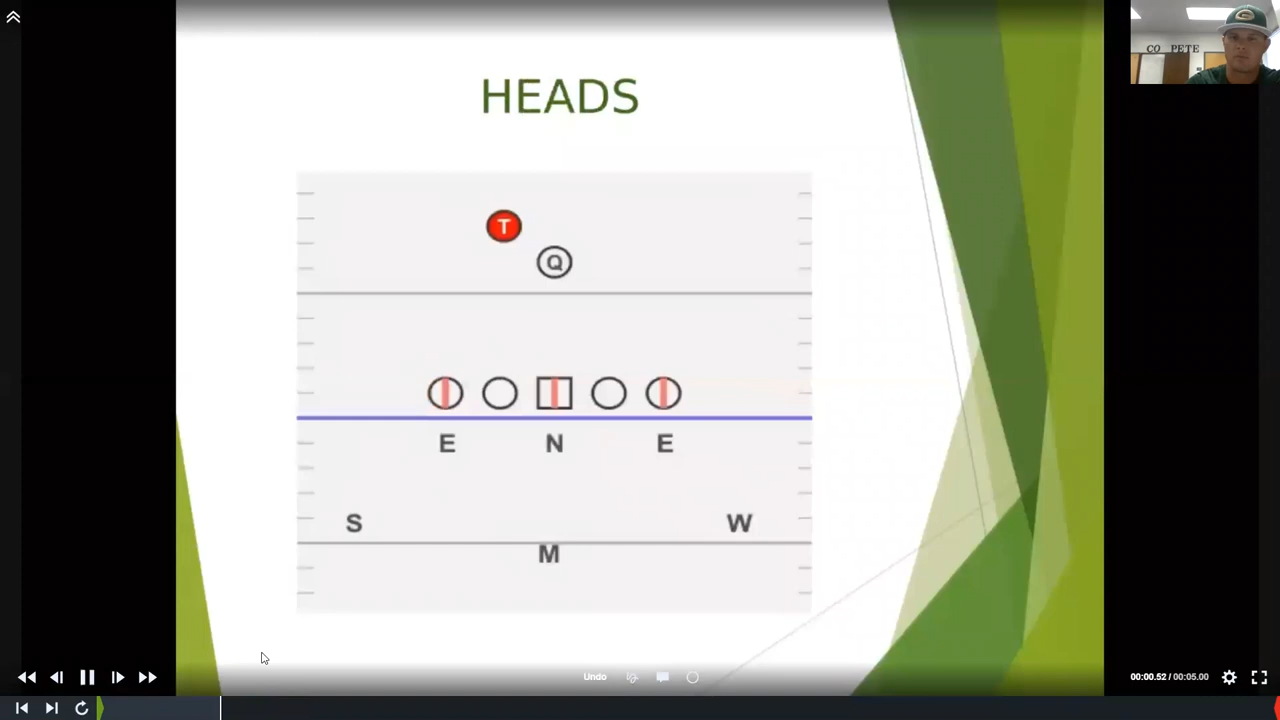 CO PETE
HEADS
T
Q
E N E
S W
M
Undo
00:00.52 / 00:05.00